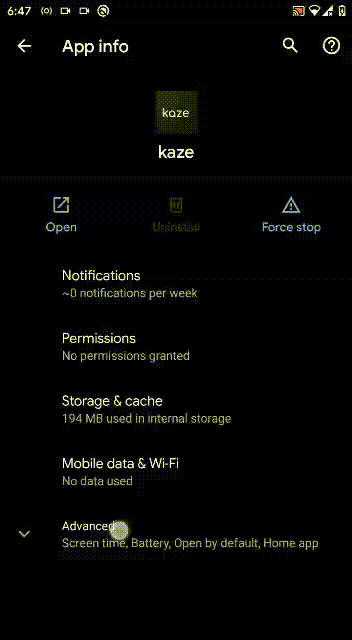 6:47
App info
kaze
kaze
Open
Uninstall
Force stop
Notifications
~0 notifications per week
Permissions
No permissions granted
Storage & cache
194 MB used in internal storage
Mobile data & Wi-Fi
No data used
Advanced
Screen time, Battery, Open by default, Home app